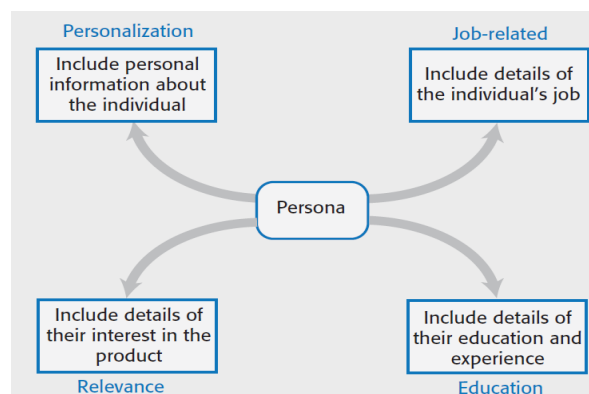 Personalization
Include personal
information about
the individual
Job-related
Include details of
the individual's job
Persona
Include details of
their interest in the
product
Relevance
Include details of
their education and
experience
Education